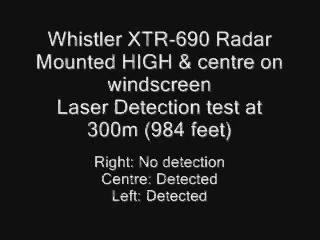 Whistler XTR-690 Radar
Mounted HIGH & centre on
windscreen
Laser Detection test at
300m (984 feet)
Right: No detection
Centre: Detected
Left: Detected